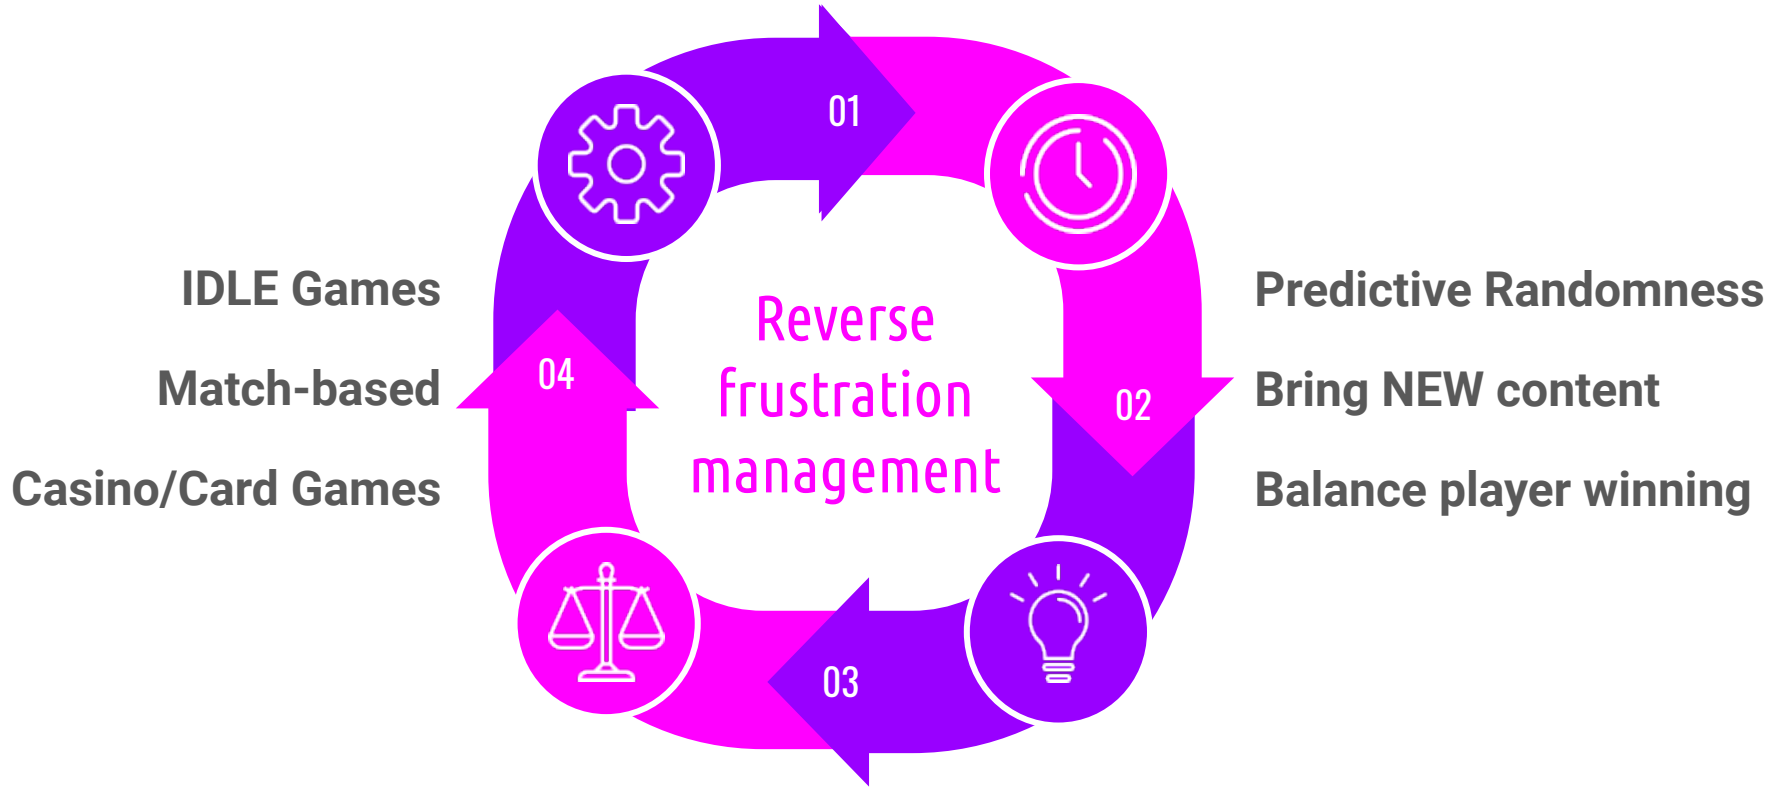 01
IDLE Games
Match-based
Casino/Card Games
04
Reverse
frustration
management
02
Predictive Randomness
Bring NEW content
Balance player winning
03